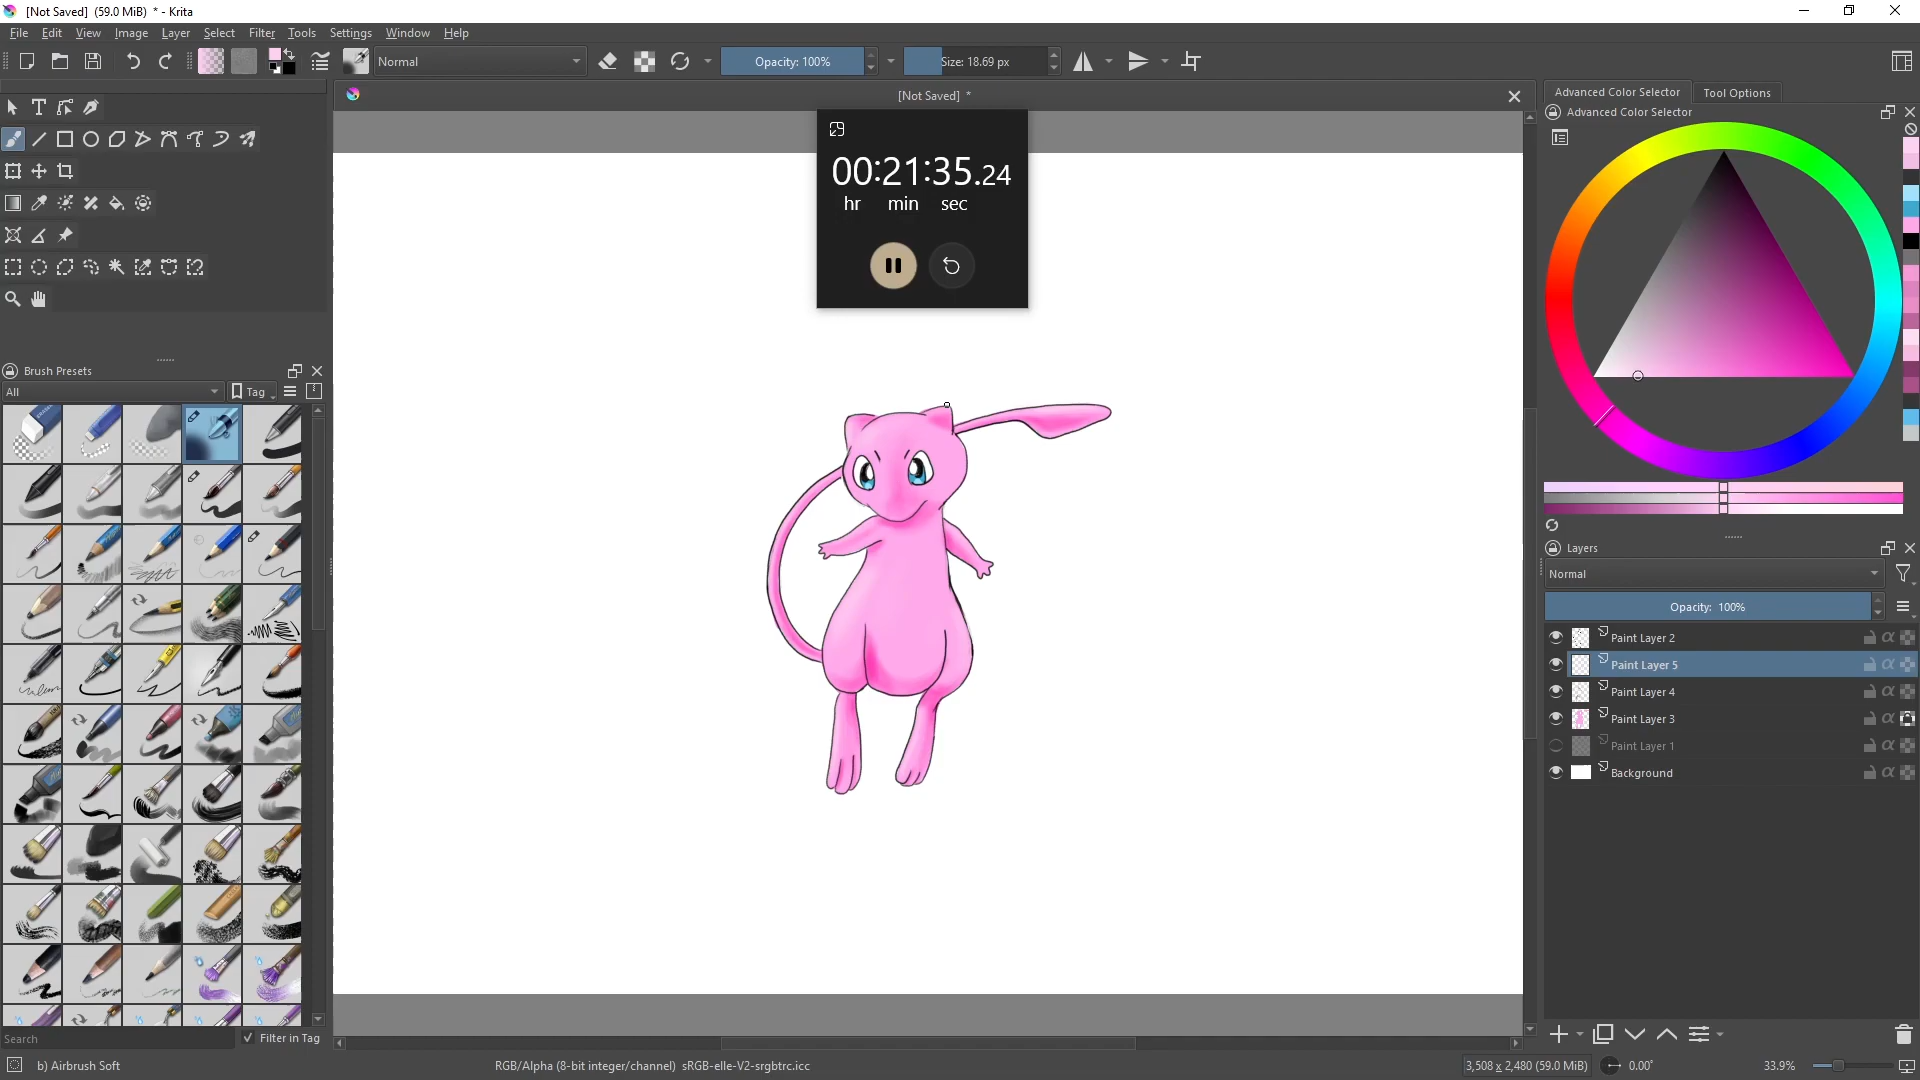 [Not Saved] (59.0 MiB) * - Krita
File Edit View Image Layer Select Filter Tools Settings Window Help
Normal
Opacity: 100%
Size: 18.69 px
[Not Saved] *
00:21:35.24
hr min sec
Advanced Color Selector
Tool Options
Advanced Color Selector
Brush Presets
All
Tag
Layers
Normal
Opacity: 100%
Paint Layer 2
Paint Layer 5
Paint Layer 4
Paint Layer 3
Paint Layer 1
Background
Search
Filter in Tag
b) Airbrush Soft
RGB/Alpha (8-bit integer/channel) sRGB-elle-V2-srgbtrc.icc
3,508 x 2,480 (59.0 MiB)
0.00°
33.9%